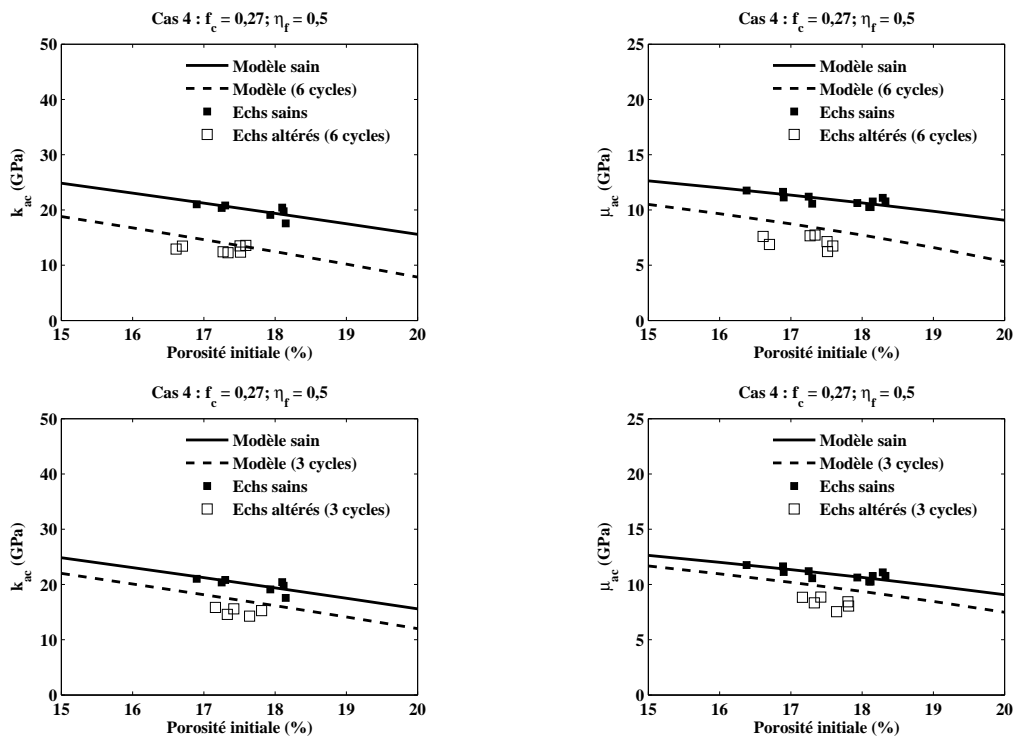 Cas 4 : f_c = 0,27; η_f = 0,5
50
40
30
20
10
0
k_ac (GPa)
Modèle sain
Modèle (6 cycles)
Echs sains
Echs altérés (6 cycles)
15 16 17 18 19 20
Porosité initiale (%)
Cas 4 : f_c = 0,27; η_f = 0,5
25
20
15
10
5
0
μ_ac (GPa)
Modèle sain
Modèle (6 cycles)
Echs sains
Echs altérés (6 cycles)
15 16 17 18 19 20
Porosité initiale (%)
Cas 4 : f_c = 0,27; η_f = 0,5
50
40
30
20
10
0
k_ac (GPa)
Modèle sain
Modèle (3 cycles)
Echs sains
Echs altérés (3 cycles)
15 16 17 18 19 20
Porosité initiale (%)
Cas 4 : f_c = 0,27; η_f = 0,5
25
20
15
10
5
0
μ_ac (GPa)
Modèle sain
Modèle (3 cycles)
Echs sains
Echs altérés (3 cycles)
15 16 17 18 19 20
Porosité initiale (%)